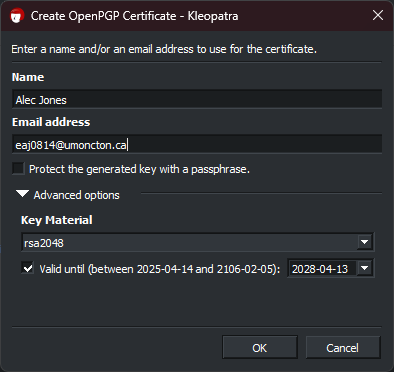 Create OpenPGP Certificate - Kleopatra
Enter a name and/or an email address to use for the certificate.
Name
Alec Jones
Email address
eaj0814@umoncton.ca
Protect the generated key with a passphrase.
Advanced options
Key Material
rsa2048
Valid until (between 2025-04-14 and 2106-02-05): 2028-04-13
OK Cancel